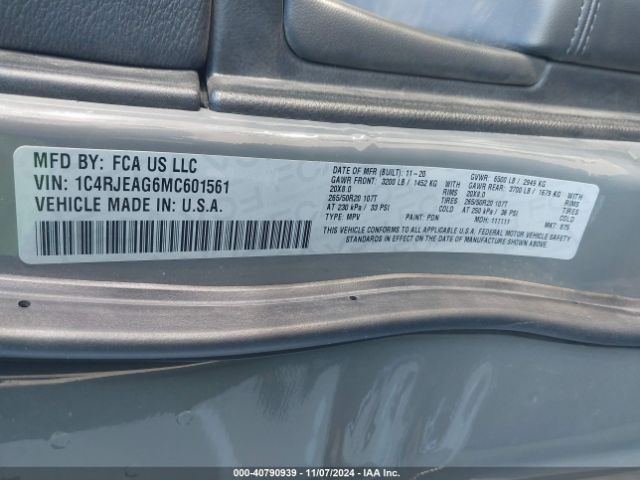 MFD BY: FCA US LLC
VIN: 1C4RJEAG6MC601561
VEHICLE MADE IN: U.S.A.
DATE OF MFR (BUILT): 11-20
GAWR FRONT: 3200 LB / 1452 KG WITH
20X8.0 RIMS
265/50R20 107T TIRES
AT 230 kPa / 33 PSI COLD
TYPE: MPV PAINT: PDN
GVWR: 6500 LB / 2949 KG
GAWR REAR: 3700 LB / 1679 KG WITH
20X8.0 RIMS
265/50R20 107T TIRES
AT 250 kPa / 36 PSI COLD
MDH: 111111 MKT: 675
THIS VEHICLE CONFORMS TO ALL APPLICABLE U.S.A. FEDERAL MOTOR VEHICLE SAFETY
STANDARDS IN EFFECT ON THE DATE OF MANUFACTURE SHOWN ABOVE.
© COPART - 40790939 - 11/07/2024 - IAAI.COM